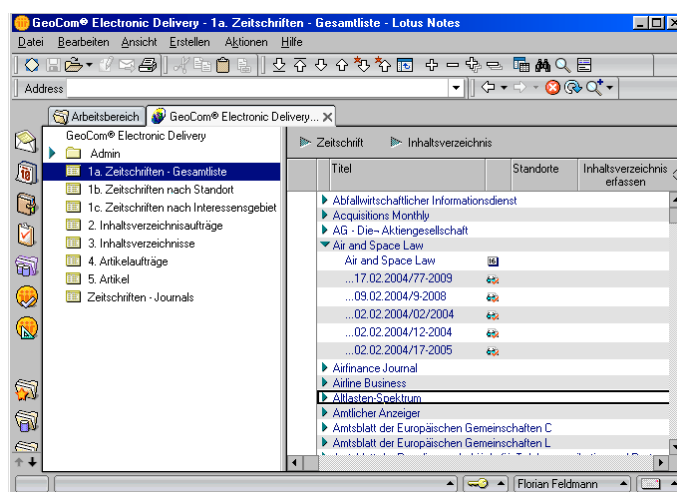 GeoCom® Electronic Delivery - 1a. Zeitschriften - Gesamtliste - Lotus Notes
Datei Bearbeiten Ansicht Erstellen Aktionen Hilfe
Address
Arbeitsbereich GeoCom® Electronic Delivery...
GeoCom® Electronic Delivery
Admin
1a. Zeitschriften - Gesamtliste
1b. Zeitschriften nach Standort
1c. Zeitschriften nach Interessensgebiet
2. Inhaltsverzeichnisaufträge
3. Inhaltsverzeichnisse
4. Artikelaufträge
5. Artikel
Zeitschriften - Journals
Zeitschrift Inhaltsverzeichnis
Titel Standorte Inhaltsverzeichnis
erfassen
Abfallwirtschaftlicher Informationsdienst
Acquisitions Monthly
AG - Die~ Aktiengesellschaft
Air and Space Law
Air and Space Law
...17.02.2004/77-2009
...09.02.2004/9-2008
...02.02.2004/02/2004
...02.02.2004/12-2004
...02.02.2004/17-2005
Airfinance Journal
Airline Business
Altlasten-Spektrum
Amtlicher Anzeiger
Amtsblatt der Europäischen Gemeinschaften C
Amtsblatt der Europäischen Gemeinschaften L
Florian Feldmann